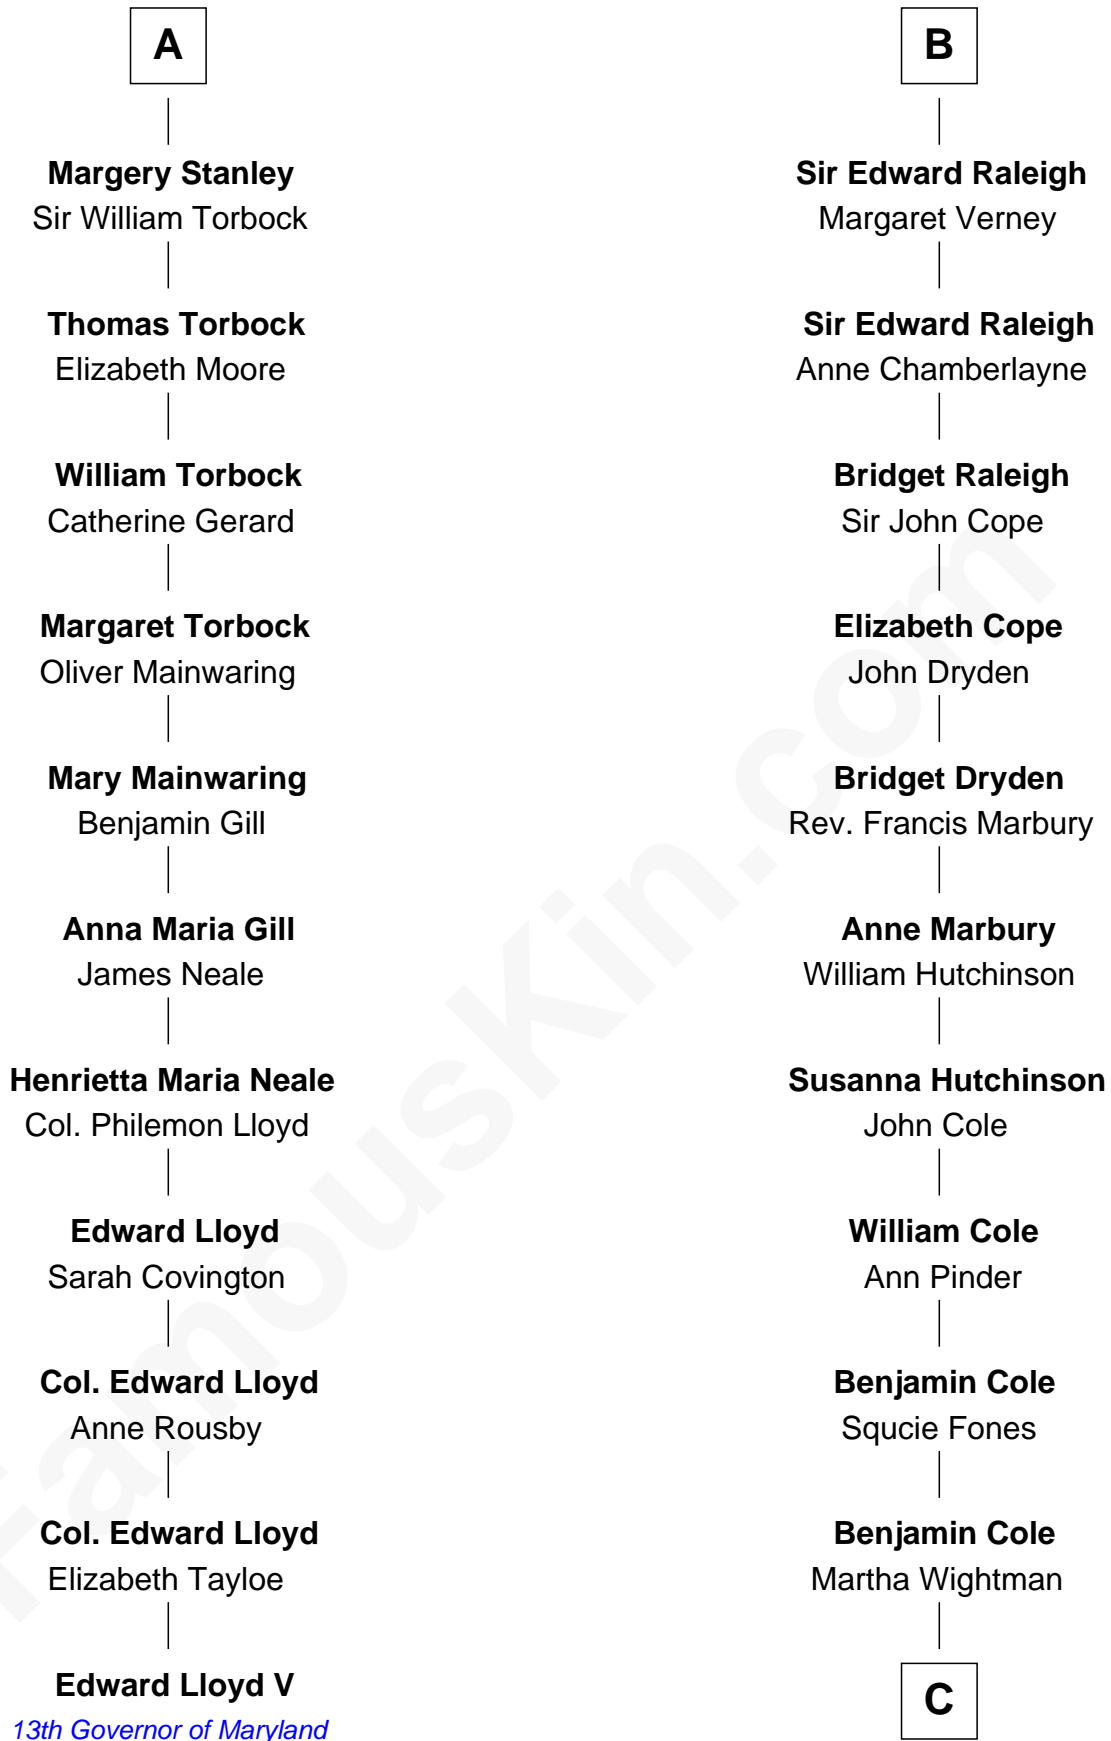 A
Margery Stanley
Sir William Torbock
Thomas Torbock
Elizabeth Moore
William Torbock
Catherine Gerard
Margaret Torbock
Oliver Mainwaring
Mary Mainwaring
Benjamin Gill
Anna Maria Gill
James Neale
Henrietta Maria Neale
Col. Philemon Lloyd
Edward Lloyd
Sarah Covington
Col. Edward Lloyd
Anne Rousby
Col. Edward Lloyd
Elizabeth Tayloe
Edward Lloyd V
13th Governor of Maryland
B
Sir Edward Raleigh
Margaret Verney
Sir Edward Raleigh
Anne Chamberlayne
Bridget Raleigh
Sir John Cope
Elizabeth Cope
John Dryden
Bridget Dryden
Rev. Francis Marbury
Anne Marbury
William Hutchinson
Susanna Hutchinson
John Cole
William Cole
Ann Pinder
Benjamin Cole
Squcie Fones
Benjamin Cole
Martha Wightman
C
FamousKin.com